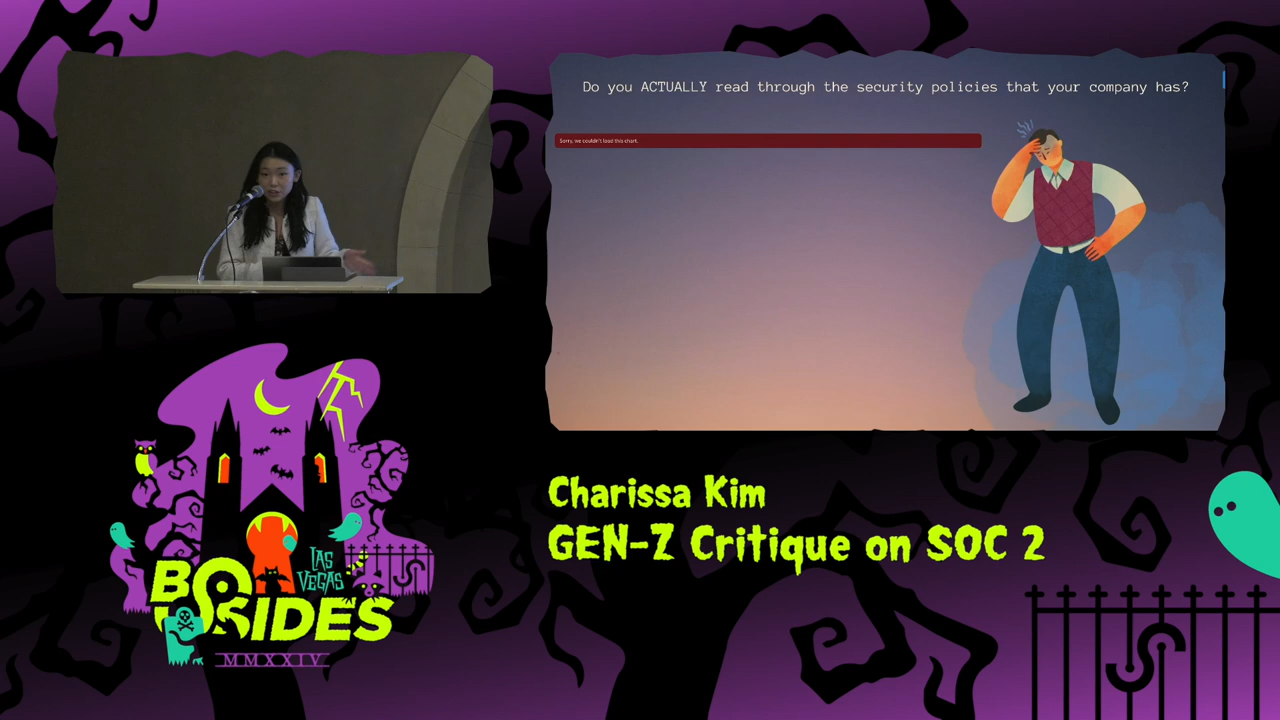 Do you ACTUALLY read through the security policies that your company has?
Sorry, we couldn't load this chart.
Charissa Kim
GEN-Z Critique on SOC 2
LAS
VEGAS
BSIDES
MMXXIV